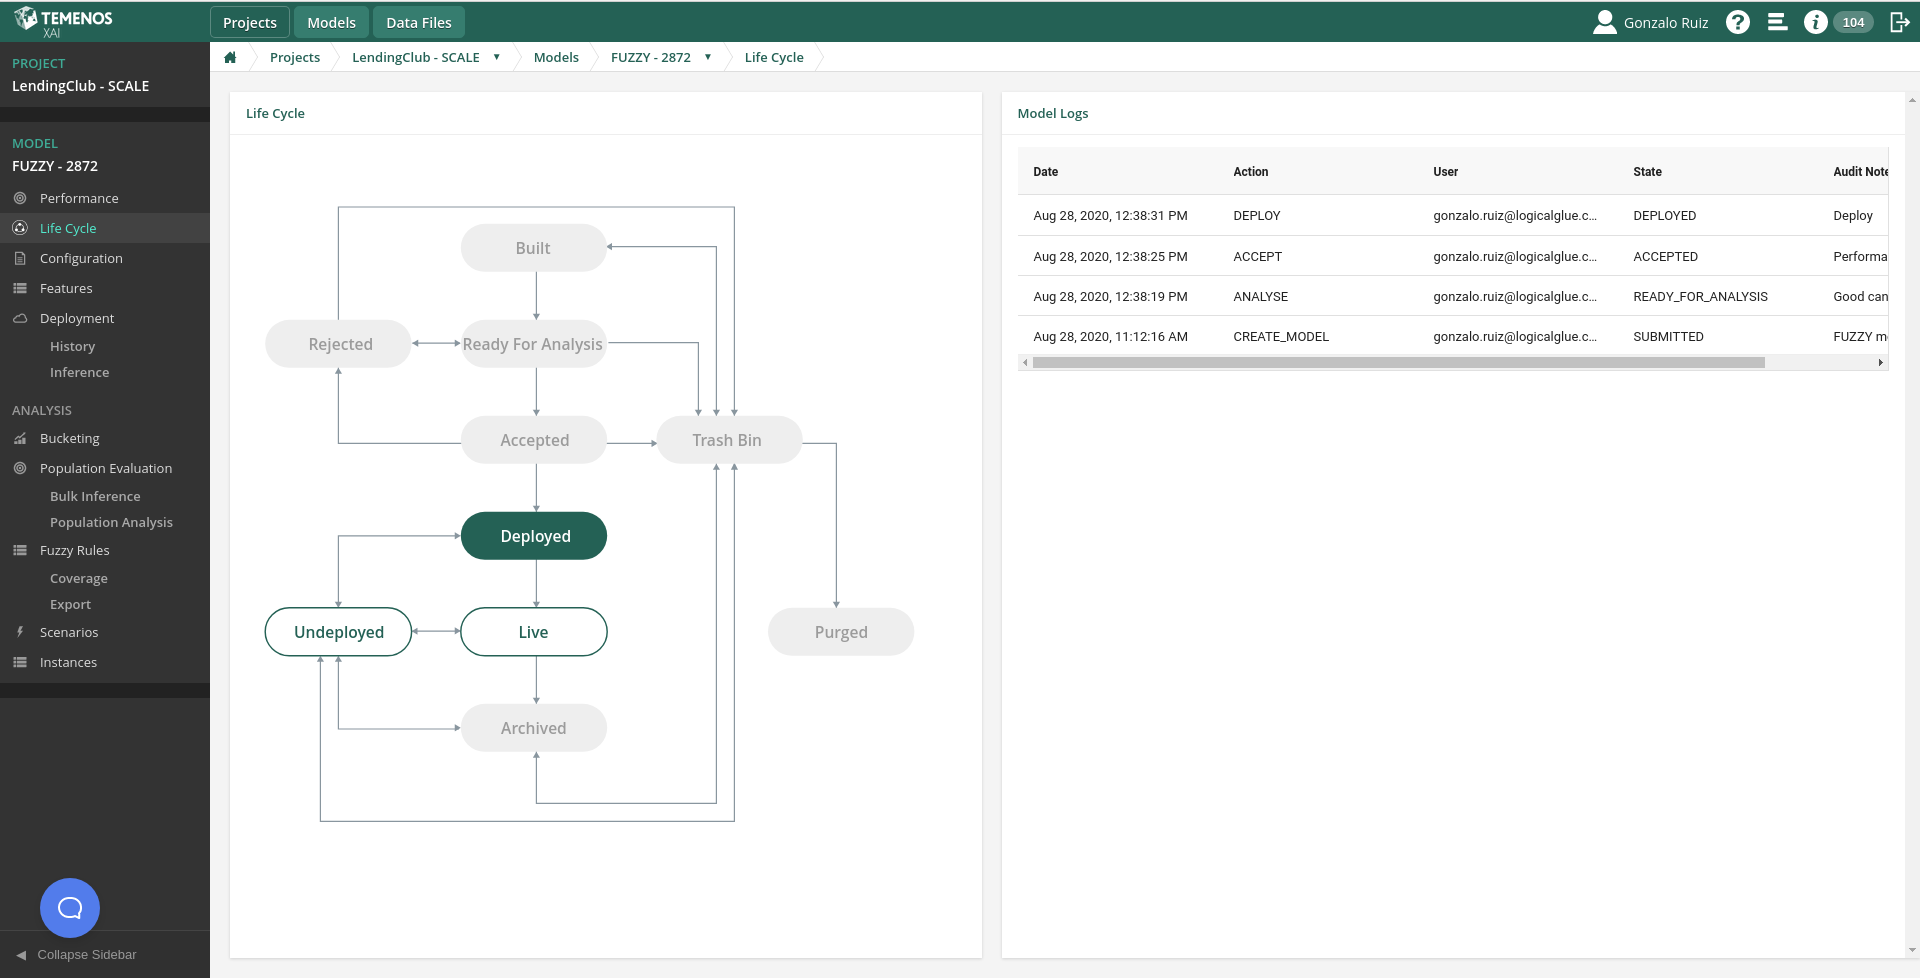 TEMENOS
XAI
Projects
Models
Data Files
Gonzalo Ruiz
104
PROJECT
LendingClub - SCALE
MODEL
FUZZY - 2872
Performance
Life Cycle
Configuration
Features
Deployment
History
Inference
ANALYSIS
Bucketing
Population Evaluation
Bulk Inference
Population Analysis
Fuzzy Rules
Coverage
Export
Scenarios
Instances
Collapse Sidebar
Projects
LendingClub - SCALE
Models
FUZZY - 2872
Life Cycle
Life Cycle
Built
Rejected
Ready For Analysis
Accepted
Trash Bin
Deployed
Undeployed
Live
Purged
Archived
Model Logs
Date Action User State Audit Note
Aug 28, 2020, 12:38:31 PM DEPLOY gonzalo.ruiz@logicalglue.c... DEPLOYED Deploy
Aug 28, 2020, 12:38:25 PM ACCEPT gonzalo.ruiz@logicalglue.c... ACCEPTED Performa
Aug 28, 2020, 12:38:19 PM ANALYSE gonzalo.ruiz@logicalglue.c... READY_FOR_ANALYSIS Good can
Aug 28, 2020, 11:12:16 AM CREATE_MODEL gonzalo.ruiz@logicalglue.c... SUBMITTED FUZZY m